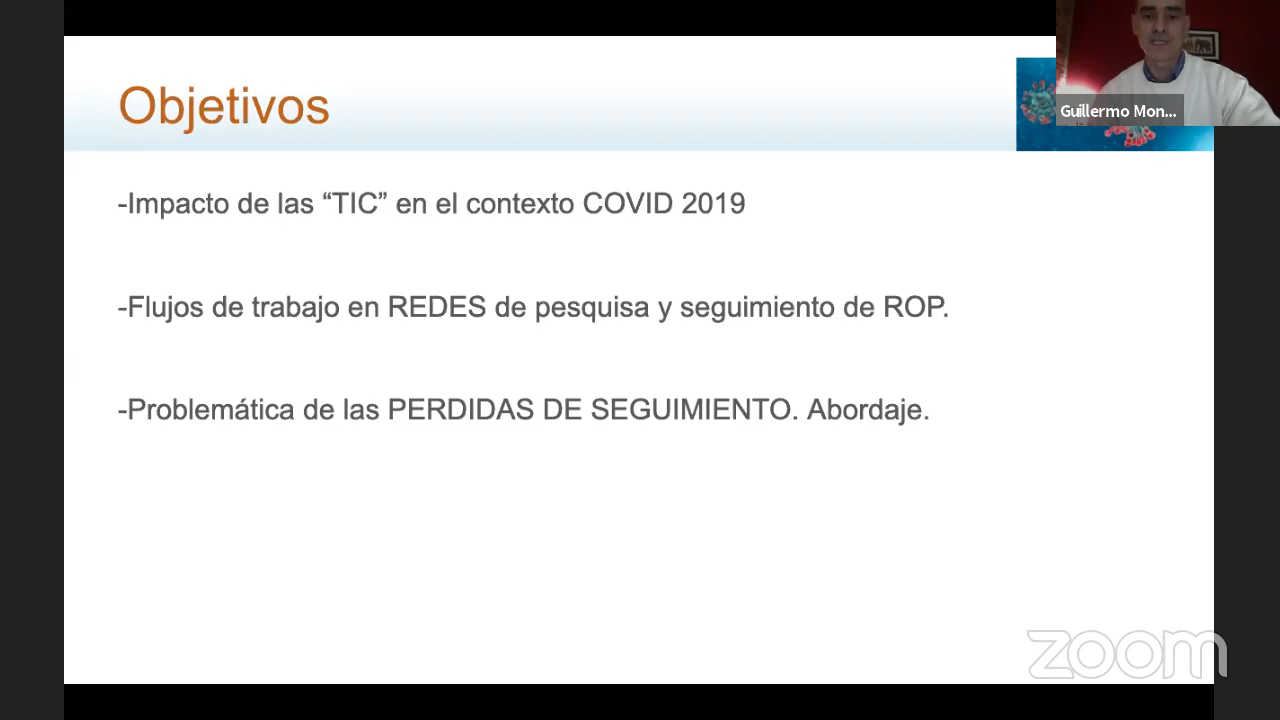 Objetivos
Guillermo Mon...
-Impacto de las “TIC” en el contexto COVID 2019
-Flujos de trabajo en REDES de pesquisa y seguimiento de ROP.
-Problemática de las PERDIDAS DE SEGUIMIENTO. Abordaje.
zoom